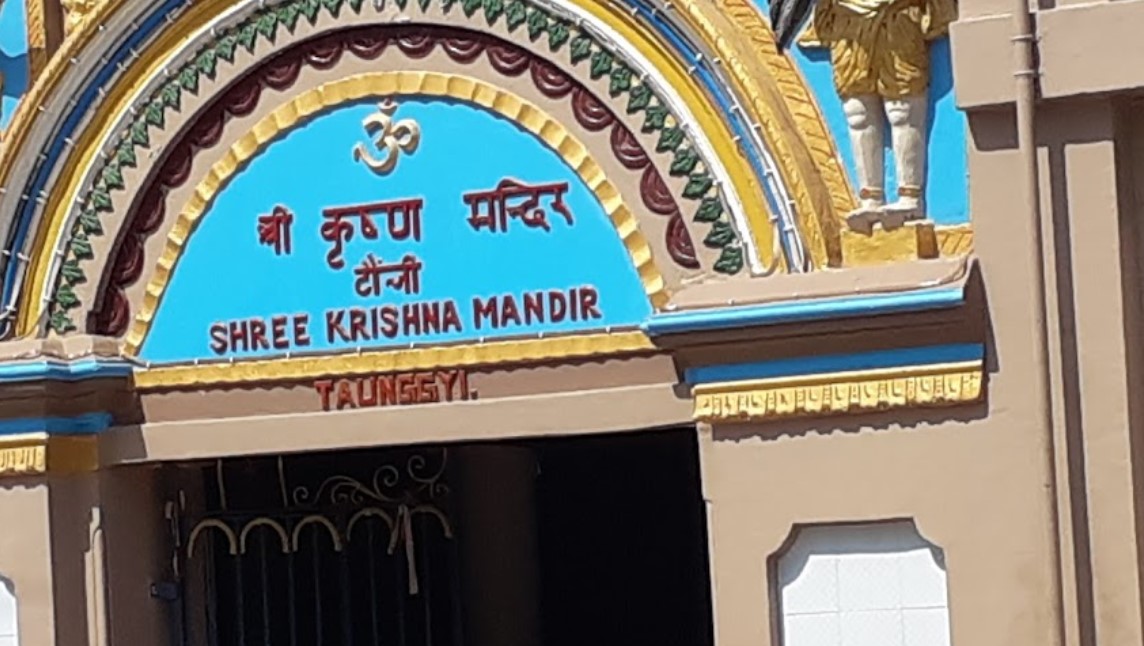 ॐ
श्री कृष्ण मन्दिर
टौंजी
SHREE KRISHNA MANDIR
TAUNGGYI.